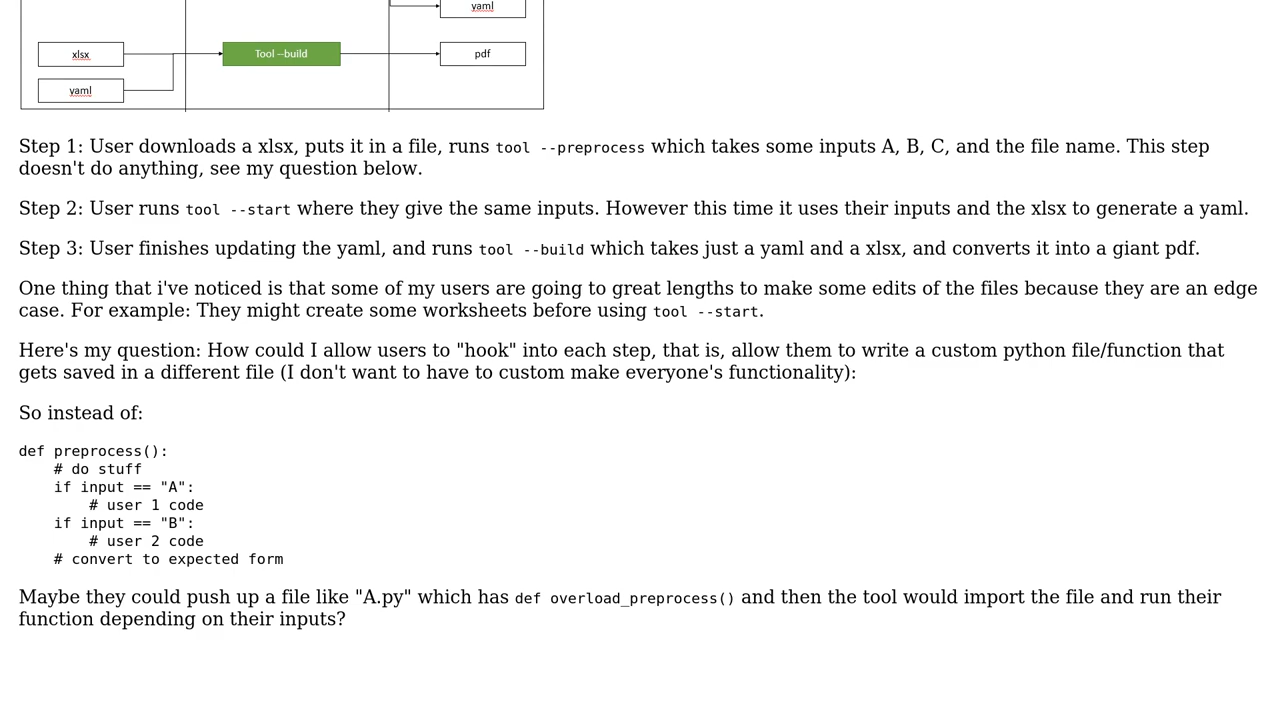 yaml
xlsx
Tool --build
pdf
yaml
Step 1: User downloads a xlsx, puts it in a file, runs tool --preprocess which takes some inputs A, B, C, and the file name. This step
doesn't do anything, see my question below.
Step 2: User runs tool --start where they give the same inputs. However this time it uses their inputs and the xlsx to generate a yaml.
Step 3: User finishes updating the yaml, and runs tool --build which takes just a yaml and a xlsx, and converts it into a giant pdf.
One thing that i've noticed is that some of my users are going to great lengths to make some edits of the files because they are an edge
case. For example: They might create some worksheets before using tool --start.
Here's my question: How could I allow users to "hook" into each step, that is, allow them to write a custom python file/function that
gets saved in a different file (I don't want to have to custom make everyone's functionality):
So instead of:
def preprocess():
    # do stuff
    if input == "A":
        # user 1 code
    if input == "B":
        # user 2 code
    # convert to expected form
Maybe they could push up a file like "A.py" which has def overload_preprocess() and then the tool would import the file and run their
function depending on their inputs?